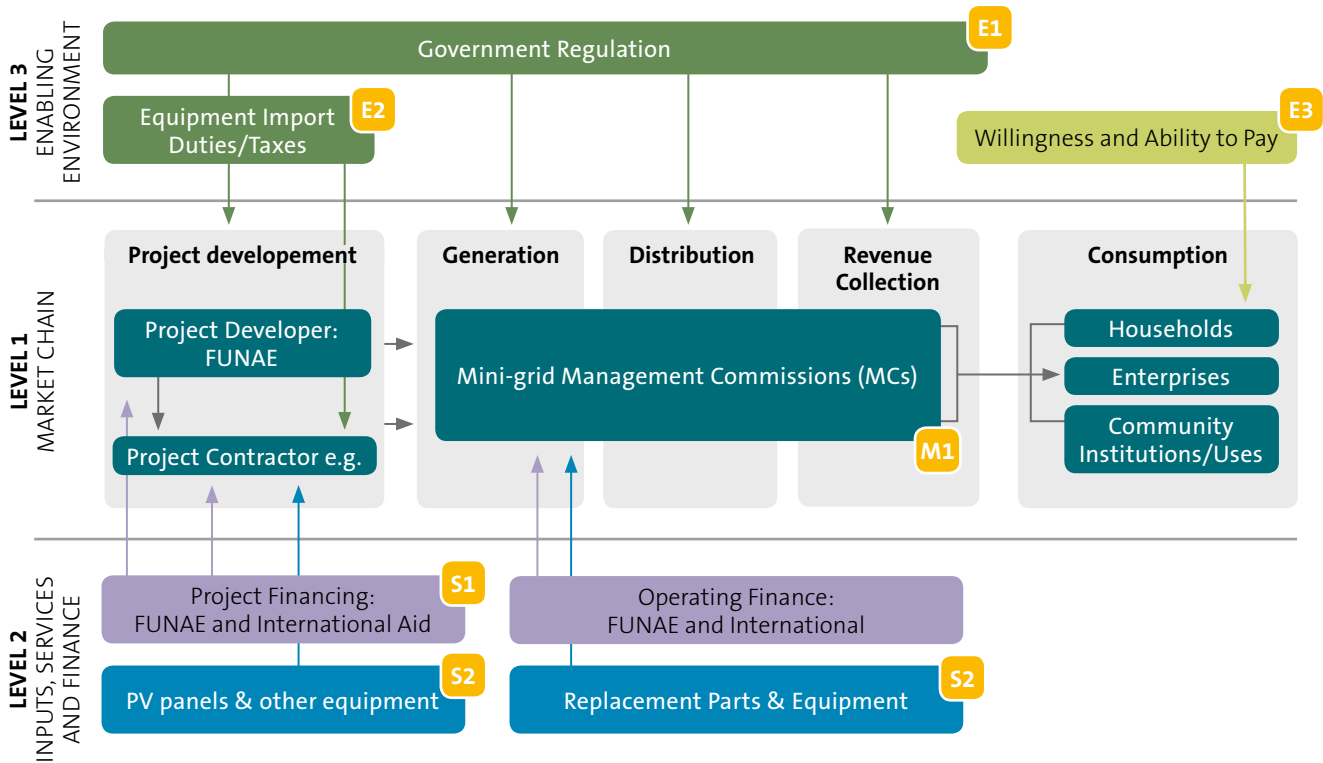 LEVEL 3
ENABLING
ENVIRONMENT
Government Regulation
E1
Equipment Import
Duties/Taxes
E2
Willingness and Ability to Pay
E3
LEVEL 1
MARKET CHAIN
Project developement
Generation
Distribution
Revenue
Collection
Consumption
Project Developer:
FUNAE
Project Contractor e.g.
Mini-grid Management Commissions (MCs)
M1
Households
Enterprises
Community
Institutions/Uses
LEVEL 2
INPUTS, SERVICES
AND FINANCE
Project Financing:
FUNAE and International Aid
S1
Operating Finance:
FUNAE and International
PV panels & other equipment
S2
Replacement Parts & Equipment
S2